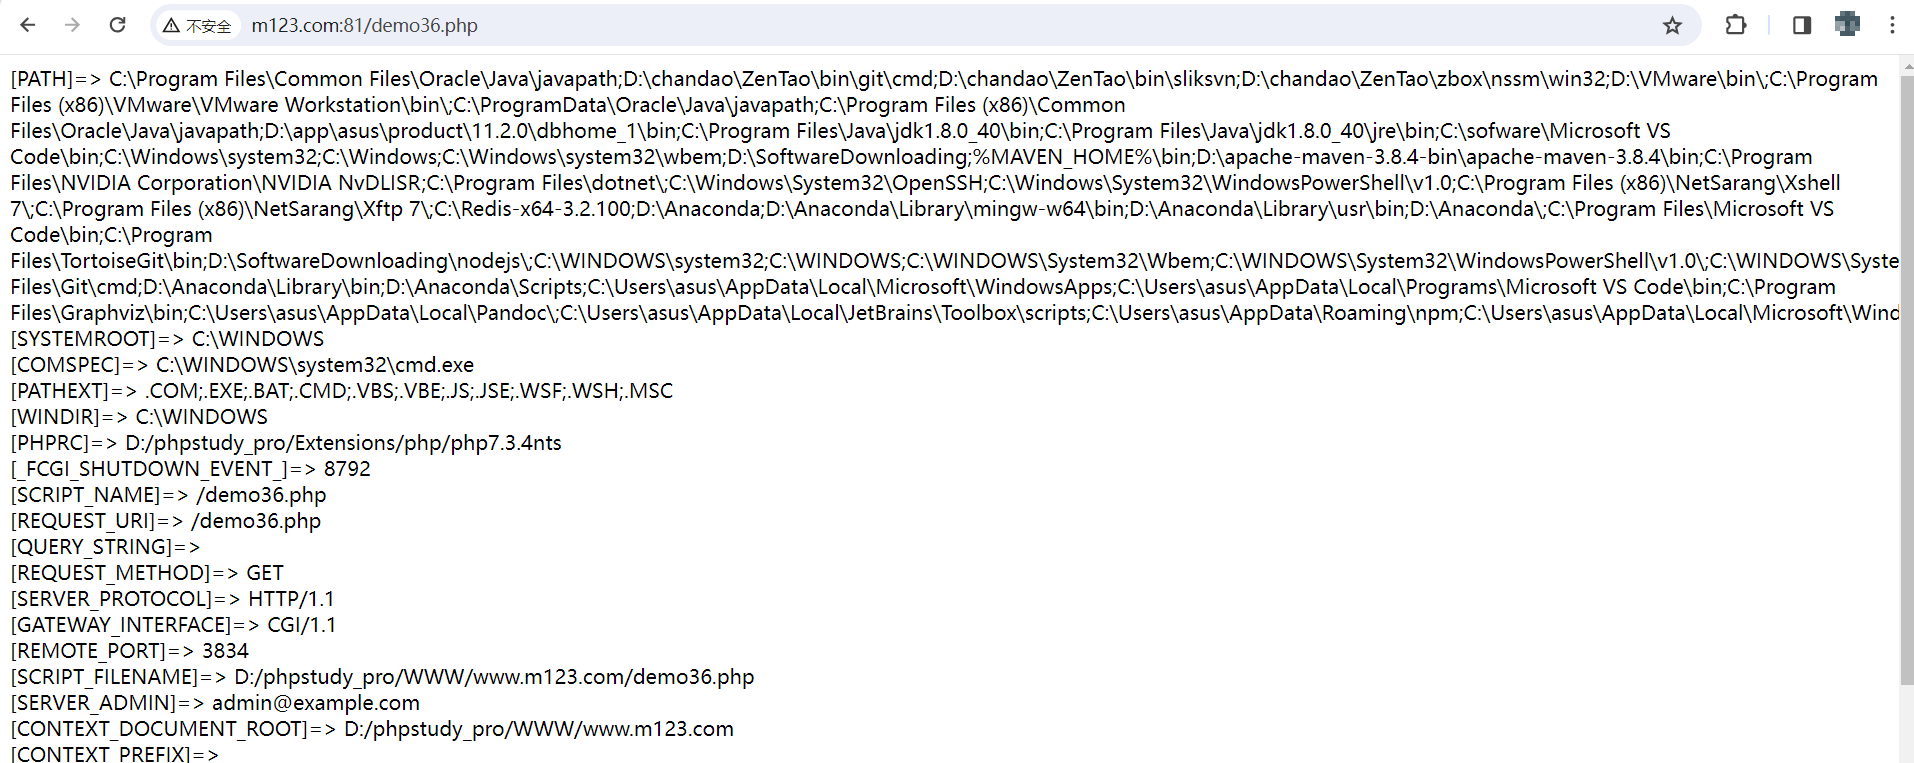 不安全 m123.com:81/demo36.php
[PATH]=> C:\Program Files\Common Files\Oracle\Java\javapath;D:\chandao\ZenTao\bin\git\cmd;D:\chandao\ZenTao\bin\sliksvn;D:\chandao\ZenTao\zbox\nssm\win32;D:\VMware\bin\;C:\Program
Files (x86)\VMware\VMware Workstation\bin\;C:\ProgramData\Oracle\Java\javapath;C:\Program Files (x86)\Common
Files\Oracle\Java\javapath;D:\app\asus\product\11.2.0\dbhome_1\bin;C:\Program Files\Java\jdk1.8.0_40\bin;C:\Program Files\Java\jdk1.8.0_40\jre\bin;C:\sofware\Microsoft VS
Code\bin;C:\Windows\system32;C:\Windows;C:\Windows\system32\wbem;D:\SoftwareDownloading;%MAVEN_HOME%\bin;D:\apache-maven-3.8.4-bin\apache-maven-3.8.4\bin;C:\Program
Files\NVIDIA Corporation\NVIDIA NvDLISR;C:\Program Files\dotnet\;C:\Windows\System32\OpenSSH;C:\Windows\System32\WindowsPowerShell\v1.0;C:\Program Files (x86)\NetSarang\Xshell
7\;C:\Program Files (x86)\NetSarang\Xftp 7\;C:\Redis-x64-3.2.100;D:\Anaconda;D:\Anaconda\Library\mingw-w64\bin;D:\Anaconda\Library\usr\bin;D:\Anaconda\;C:\Program Files\Microsoft VS
Code\bin;C:\Program
Files\TortoiseGit\bin;D:\SoftwareDownloading\nodejs\;C:\WINDOWS\system32;C:\WINDOWS;C:\WINDOWS\System32\Wbem;C:\WINDOWS\System32\WindowsPowerShell\v1.0\;C:\WINDOWS\Syste
Files\Git\cmd;D:\Anaconda\Library\bin;D:\Anaconda\Scripts;C:\Users\asus\AppData\Local\Microsoft\WindowsApps;C:\Users\asus\AppData\Local\Programs\Microsoft VS Code\bin;C:\Program
Files\Graphviz\bin;C:\Users\asus\AppData\Local\Pandoc\;C:\Users\asus\AppData\Local\JetBrains\Toolbox\scripts;C:\Users\asus\AppData\Roaming\npm;C:\Users\asus\AppData\Local\Microsoft\Wind
[SYSTEMROOT]=> C:\WINDOWS
[COMSPEC]=> C:\WINDOWS\system32\cmd.exe
[PATHEXT]=> .COM;.EXE;.BAT;.CMD;.VBS;.VBE;.JS;.JSE;.WSF;.WSH;.MSC
[WINDIR]=> C:\WINDOWS
[PHPRC]=> D:/phpstudy_pro/Extensions/php/php7.3.4nts
[_FCGI_SHUTDOWN_EVENT_]=> 8792
[SCRIPT_NAME]=> /demo36.php
[REQUEST_URI]=> /demo36.php
[QUERY_STRING]=>
[REQUEST_METHOD]=> GET
[SERVER_PROTOCOL]=> HTTP/1.1
[GATEWAY_INTERFACE]=> CGI/1.1
[REMOTE_PORT]=> 3834
[SCRIPT_FILENAME]=> D:/phpstudy_pro/WWW/www.m123.com/demo36.php
[SERVER_ADMIN]=> admin@example.com
[CONTEXT_DOCUMENT_ROOT]=> D:/phpstudy_pro/WWW/www.m123.com
[CONTEXT_PREFIX]=>